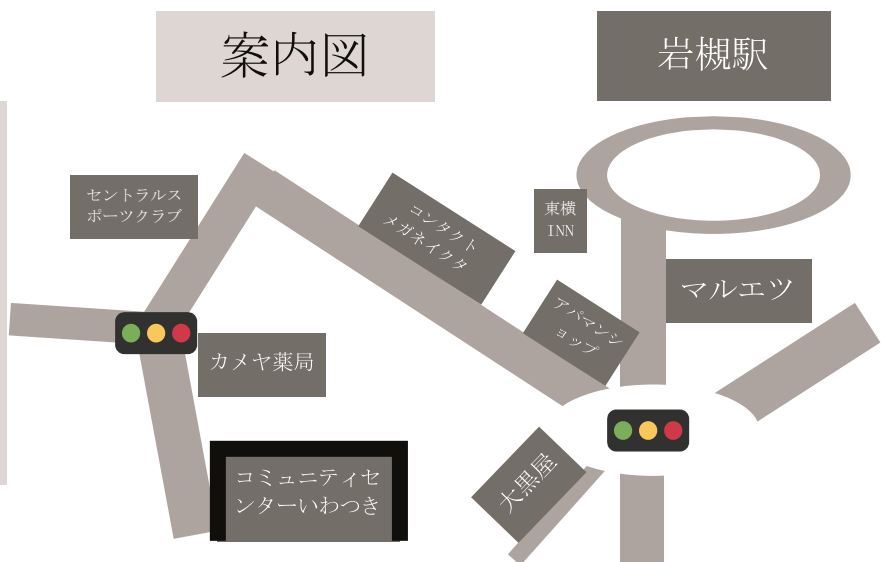 案内図
岩槻駅
セントラルス
ポーツクラブ
コンタクト
メガネイクタ
東横
INN
マルエツ
アパマンシ
ョップ
カメヤ薬局
コミュニティセ
ンターいわつき
大黒屋